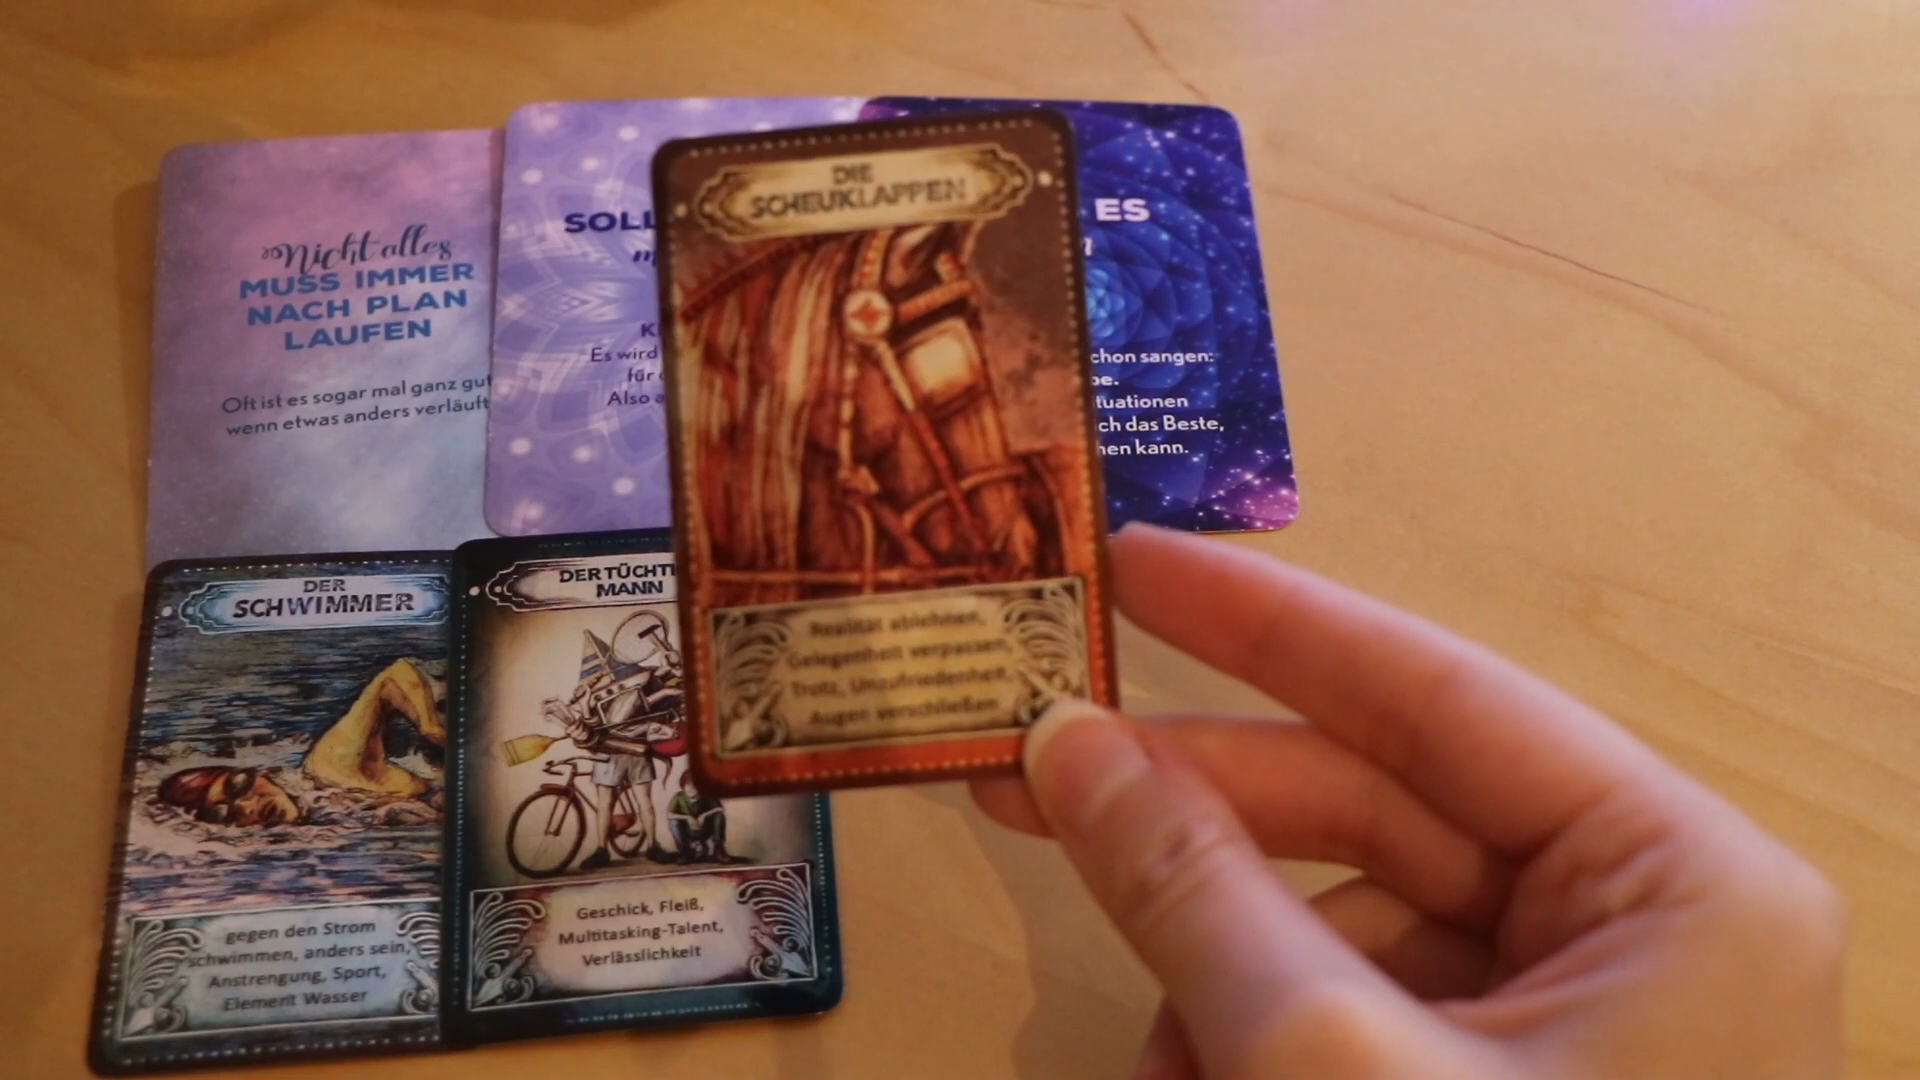 Nicht alles
MUSS IMMER
NACH PLAN
LAUFEN
Oft ist es sogar mal ganz gut
wenn etwas anders verläuft
SOLL
Es wird
für
Also
ES
chon sangen:
be.
tuationen
ich das Beste,
hen kann.
DIE
SCHEUKLAPPEN
Realität ablehnen,
Gelegenheit verpassen,
Trotz, Unzufriedenheit,
Augen verschließen
DER
SCHWIMMER
gegen den Strom
schwimmen, anders sein,
Anstrengung, Sport,
Element Wasser
DER TÜCHTI
MANN
Geschick, Fleiß,
Multitasking-Talent,
Verlässlichkeit